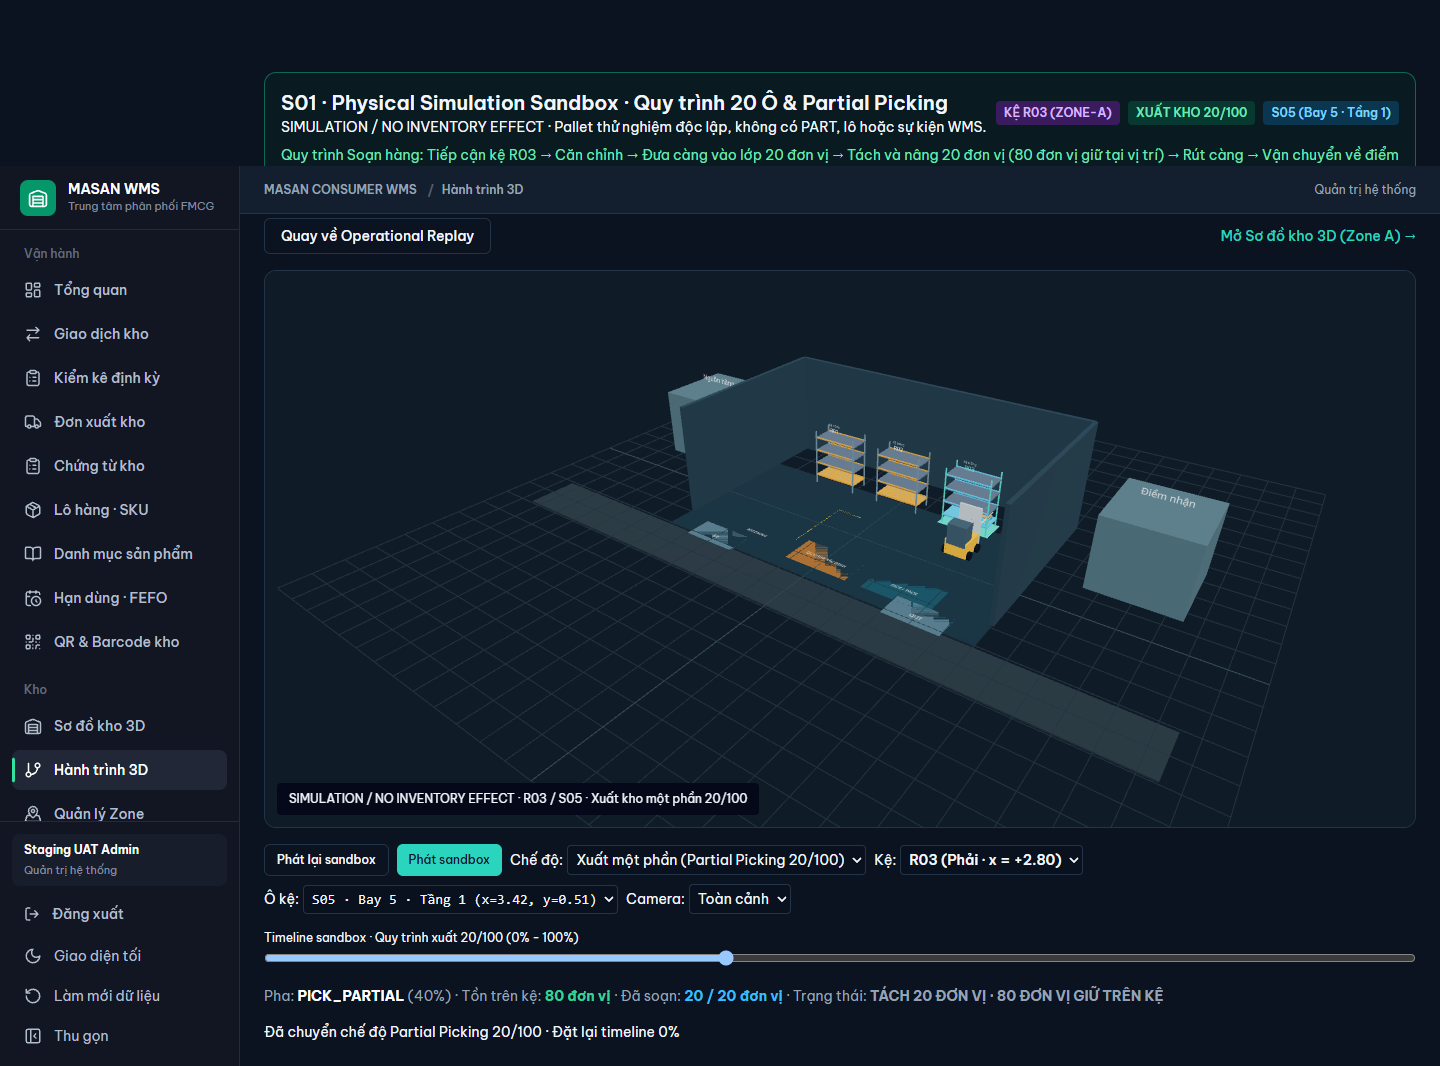 S01 · Physical Simulation Sandbox · Quy trình 20 Ô & Partial Picking
SIMULATION / NO INVENTORY EFFECT · Pallet thử nghiệm độc lập, không có PART, lô hoặc sự kiện WMS.
KỆ R03 (ZONE-A)
XUẤT KHO 20/100
S05 (Bay 5 · Tầng 1)
Quy trình Soạn hàng: Tiếp cận kệ R03 → Căn chỉnh → Đưa càng vào lớp 20 đơn vị → Tách và nâng 20 đơn vị (80 đơn vị giữ tại vị trí) → Rút càng → Vận chuyển về điểm
MASAN WMS
Trung tâm phân phối FMCG
MASAN CONSUMER WMS / Hành trình 3D
Quản trị hệ thống
Vận hành
Tổng quan
Giao dịch kho
Kiểm kê định kỳ
Đơn xuất kho
Chứng từ kho
Lô hàng · SKU
Danh mục sản phẩm
Hạn dùng · FEFO
QR & Barcode kho
Kho
Sơ đồ kho 3D
Hành trình 3D
Quản lý Zone
Staging UAT Admin
Quản trị hệ thống
Đăng xuất
Giao diện tối
Làm mới dữ liệu
Thu gọn
Quay về Operational Replay
Mở Sơ đồ kho 3D (Zone A) →
Điểm nhận
SIMULATION / NO INVENTORY EFFECT · R03 / S05 · Xuất kho một phần 20/100
Phát lại sandbox
Phát sandbox
Chế độ: Xuất một phần (Partial Picking 20/100)
Kệ: R03 (Phải · x = +2.80)
Ô kệ: S05 · Bay 5 · Tầng 1 (x=3.42, y=0.51)
Camera: Toàn cảnh
Timeline sandbox · Quy trình xuất 20/100 (0% - 100%)
Pha: PICK_PARTIAL (40%) · Tồn trên kệ: 80 đơn vị · Đã soạn: 20 / 20 đơn vị · Trạng thái: TÁCH 20 ĐƠN VỊ · 80 ĐƠN VỊ GIỮ TRÊN KỆ
Đã chuyển chế độ Partial Picking 20/100 · Đặt lại timeline 0%